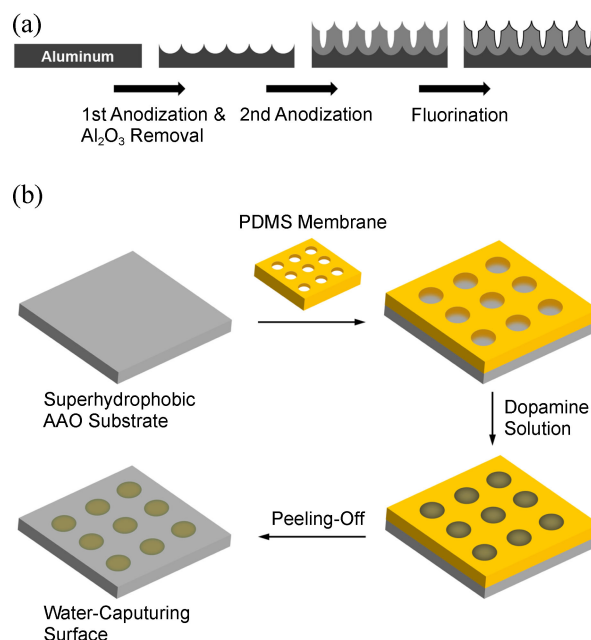 (a)
Aluminum
1st Anodization &
Al₂O₃ Removal
2nd Anodization
Fluorination
(b)
PDMS Membrane
Superhydrophobic
AAO Substrate
Dopamine
Solution
Peeling-Off
Water-Caputuring
Surface